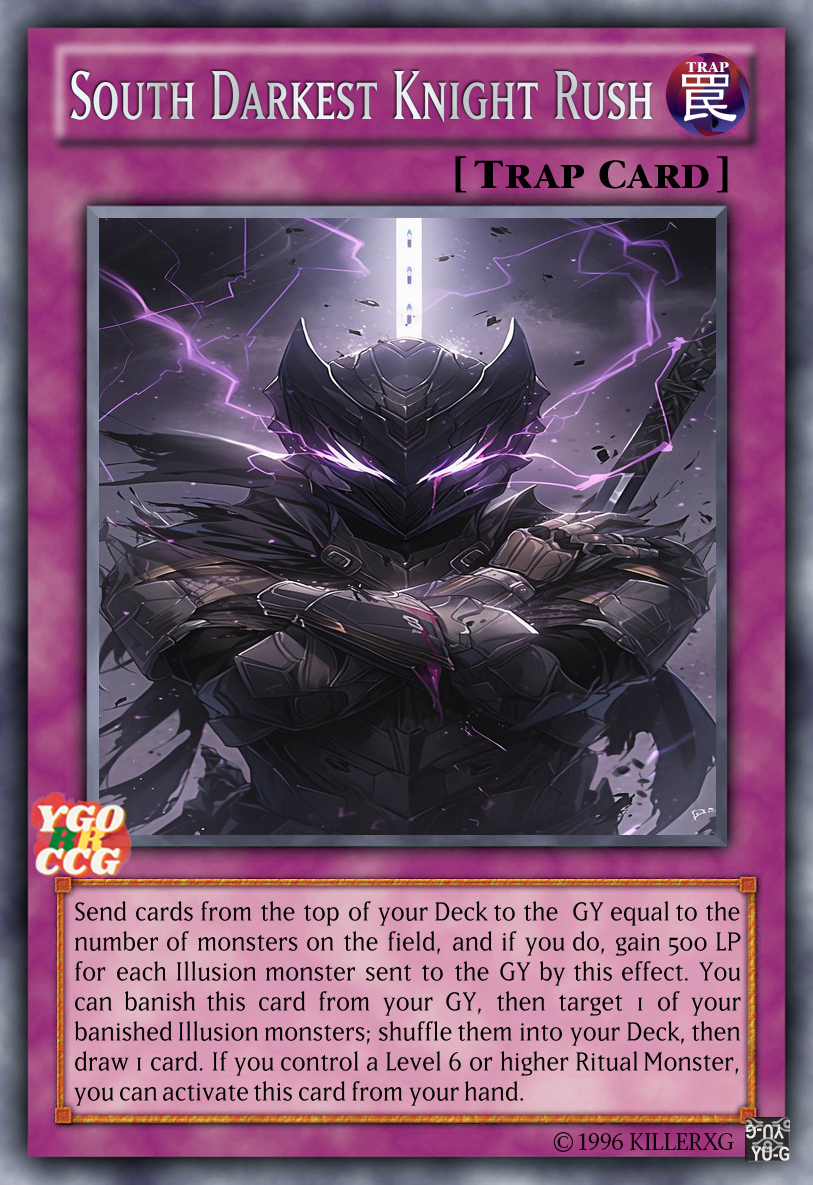 SOUTH DARKEST KNIGHT RUSH
TRAP
罠
[TRAP CARD]
YGO
BR
CCG
Send cards from the top of your Deck to the GY equal to the
number of monsters on the field, and if you do, gain 500 LP
for each Illusion monster sent to the GY by this effect. You
can banish this card from your GY, then target 1 of your
banished Illusion monsters; shuffle them into your Deck, then
draw 1 card. If you control a Level 6 or higher Ritual Monster,
you can activate this card from your hand.
© 1996 KILLERXG
YU-G
YU-G